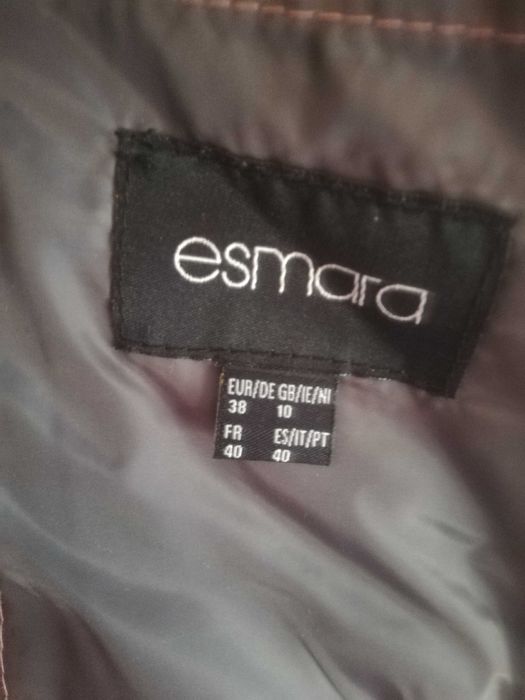 esmara
EUR/DE GB/IE/NI
38 10
FR ES/IT/PT
40 40